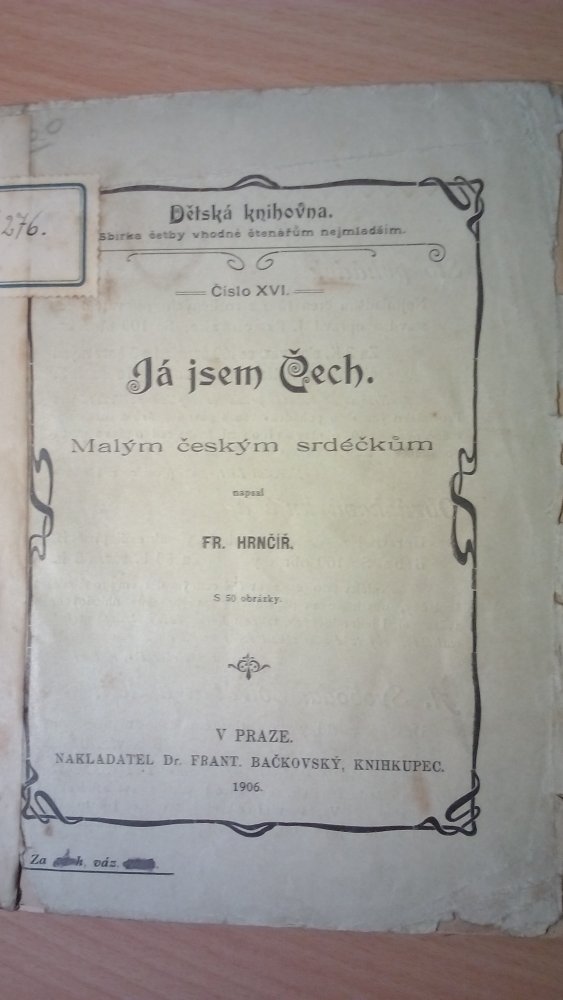 276.
Dětská knihovna.
Sbírka četby vhodné čtenářům nejmladším.
Číslo XVI.
Já jsem Čech.
Malým českým srdéčkům
napsal
FR. HRNČÍŘ.
S 50 obrázky.
V PRAZE.
NAKLADATEL Dr. FRANT. BAČKOVSKÝ, KNIHKUPEC.
1906.
Za h, váz.